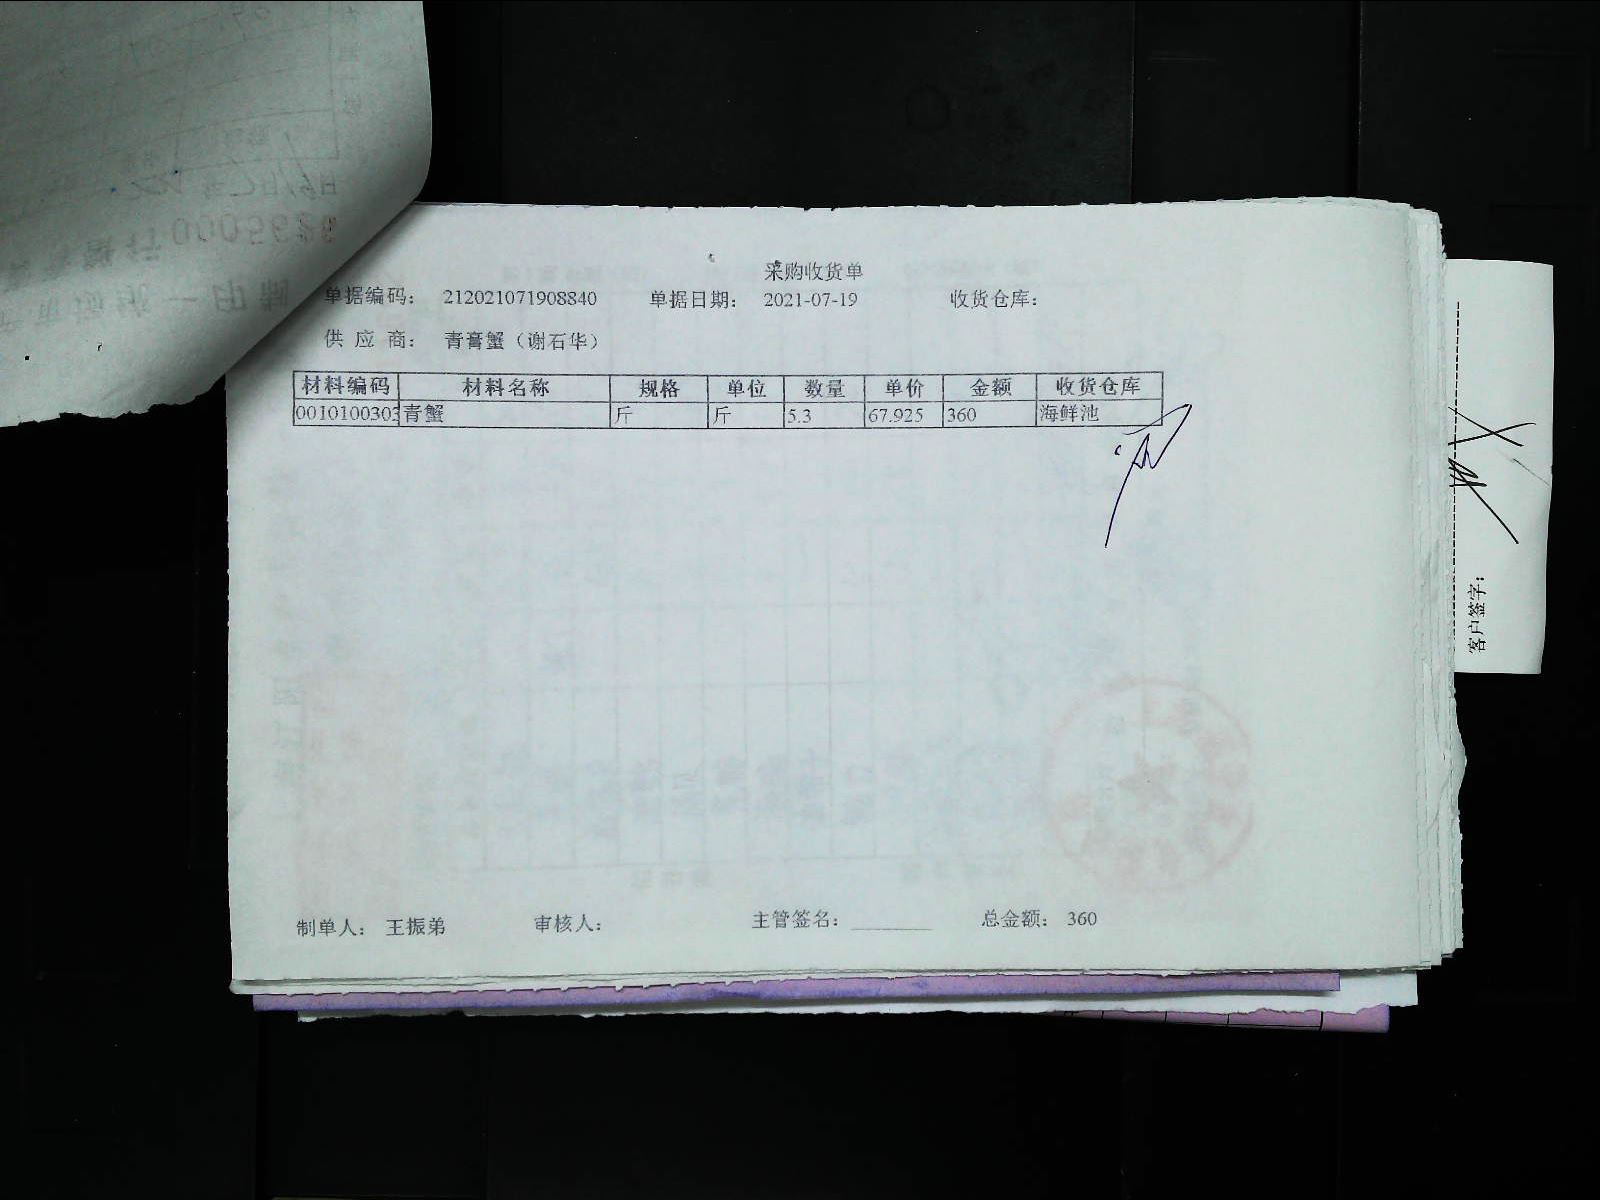 采购收货单
单据编码： 212021071908840 单据日期： 2021-07-19 收货仓库：
供 应 商： 青膏蟹（谢石华）
材料编码 材料名称 规格 单位 数量 单价 金额 收货仓库
0010100303 青蟹 斤 斤 5.3 67.925 360 海鲜池
制单人： 王振弟 审核人： 主管签名： 总金额： 360
客户签字：